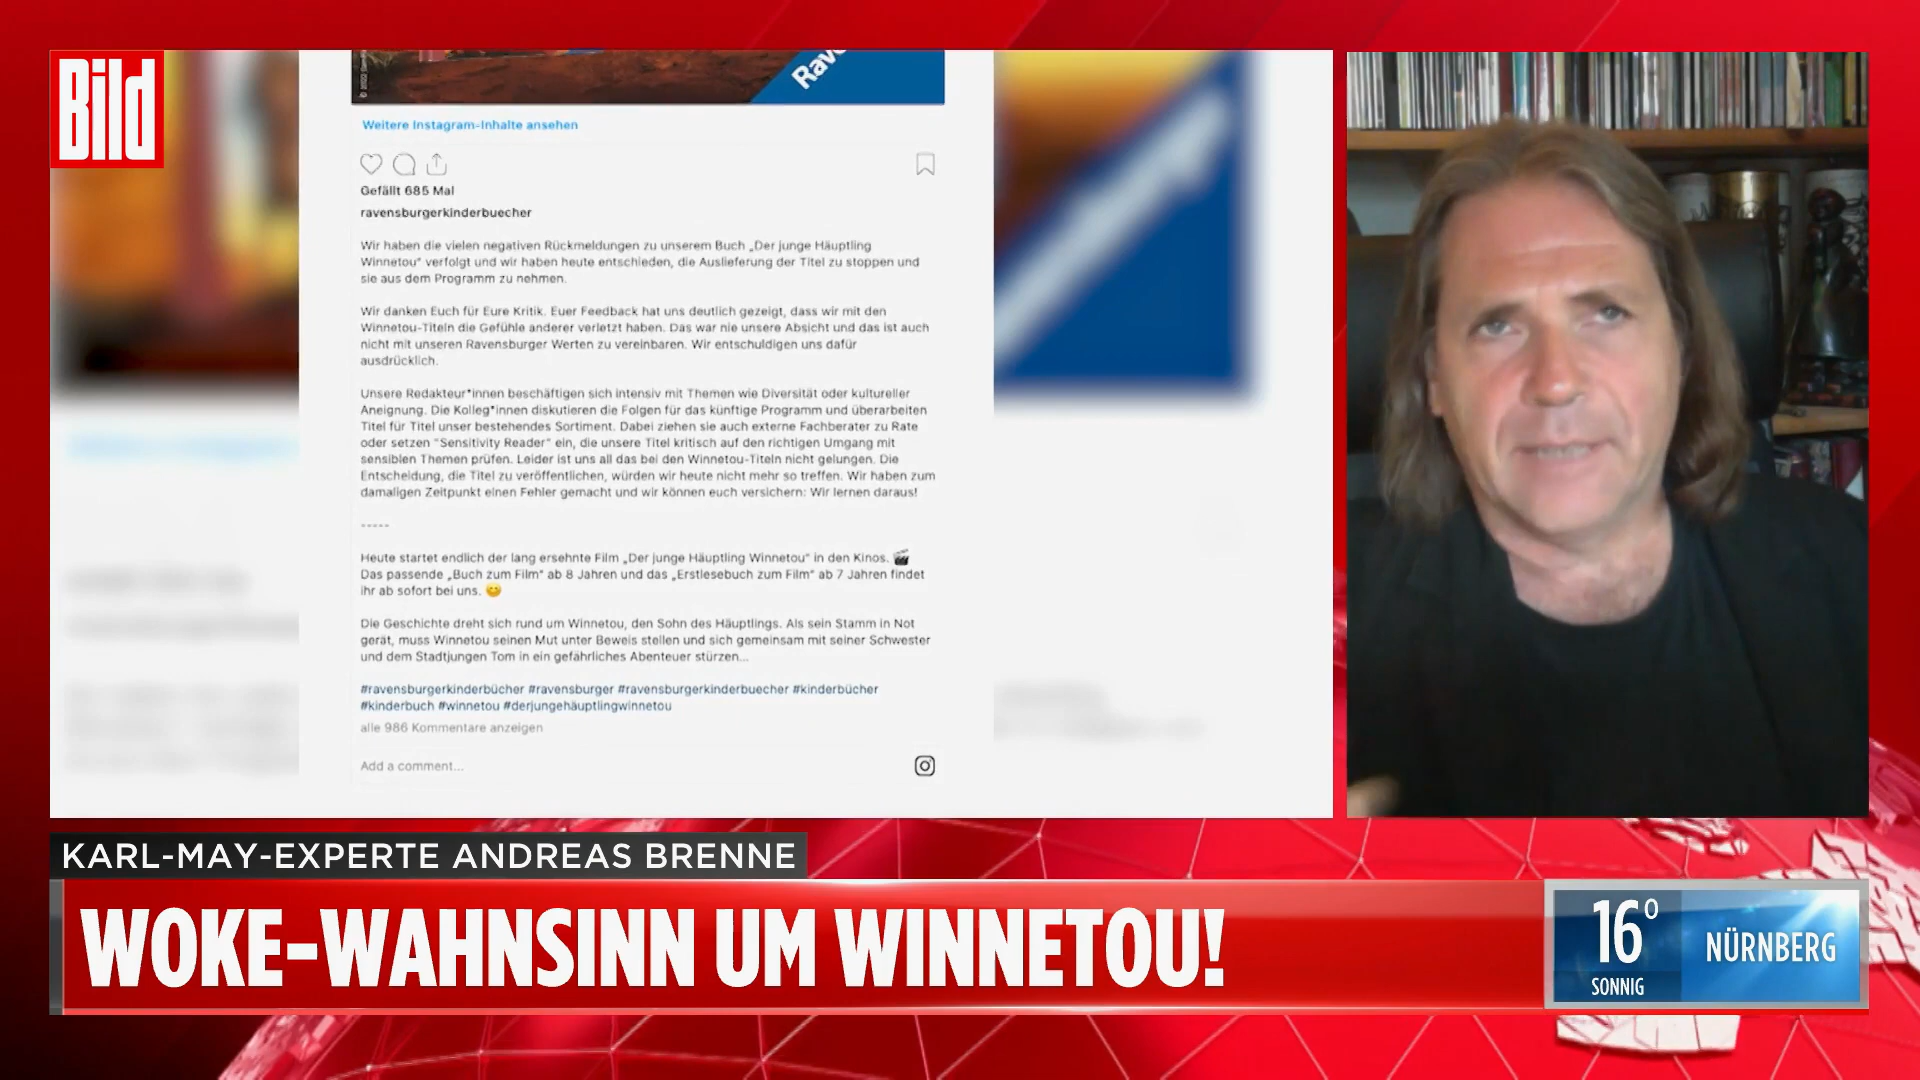 Bild
Rav
Weitere Instagram-Inhalte ansehen
Gefällt 685 Mal
ravensburgerkinderbuecher
Wir haben die vielen negativen Rückmeldungen zu unserem Buch „Der junge Häuptling
Winnetou“ verfolgt und wir haben heute entschieden, die Auslieferung der Titel zu stoppen und
sie aus dem Programm zu nehmen.
Wir danken Euch für Eure Kritik. Euer Feedback hat uns deutlich gezeigt, dass wir mit den
Winnetou-Titeln die Gefühle anderer verletzt haben. Das war nie unsere Absicht und das ist auch
nicht mit unseren Ravensburger Werten zu vereinbaren. Wir entschuldigen uns dafür
ausdrücklich.
Unsere Redakteur*innen beschäftigen sich intensiv mit Themen wie Diversität oder kultureller
Aneignung. Die Kolleg*innen diskutieren die Folgen für das künftige Programm und überarbeiten
Titel für Titel unser bestehendes Sortiment. Dabei ziehen sie auch externe Fachberater zu Rate
oder setzen "Sensitivity Reader" ein, die unsere Titel kritisch auf den richtigen Umgang mit
sensiblen Themen prüfen. Leider ist uns all das bei den Winnetou-Titeln nicht gelungen. Die
Entscheidung, die Titel zu veröffentlichen, würden wir heute nicht mehr so treffen. Wir haben zum
damaligen Zeitpunkt einen Fehler gemacht und wir können euch versichern: Wir lernen daraus!
-----
Heute startet endlich der lang ersehnte Film „Der junge Häuptling Winnetou“ in den Kinos. 🎬
Das passende „Buch zum Film“ ab 8 Jahren und das „Erstlesebuch zum Film“ ab 7 Jahren findet
ihr ab sofort bei uns. 😊
Die Geschichte dreht sich rund um Winnetou, den Sohn des Häuptlings. Als sein Stamm in Not
gerät, muss Winnetou seinen Mut unter Beweis stellen und sich gemeinsam mit seiner Schwester
und dem Stadtjungen Tom in ein gefährliches Abenteuer stürzen...
#ravensburgerkinderbücher #ravensburger #ravensburgerkinderbuecher #kinderbücher
#kinderbuch #winnetou #derjungehäuptlingwinnetou
alle 986 Kommentare anzeigen
Add a comment...
KARL-MAY-EXPERTE ANDREAS BRENNE
WOKE-WAHNSINN UM WINNETOU!
16°
SONNIG
NÜRNBERG